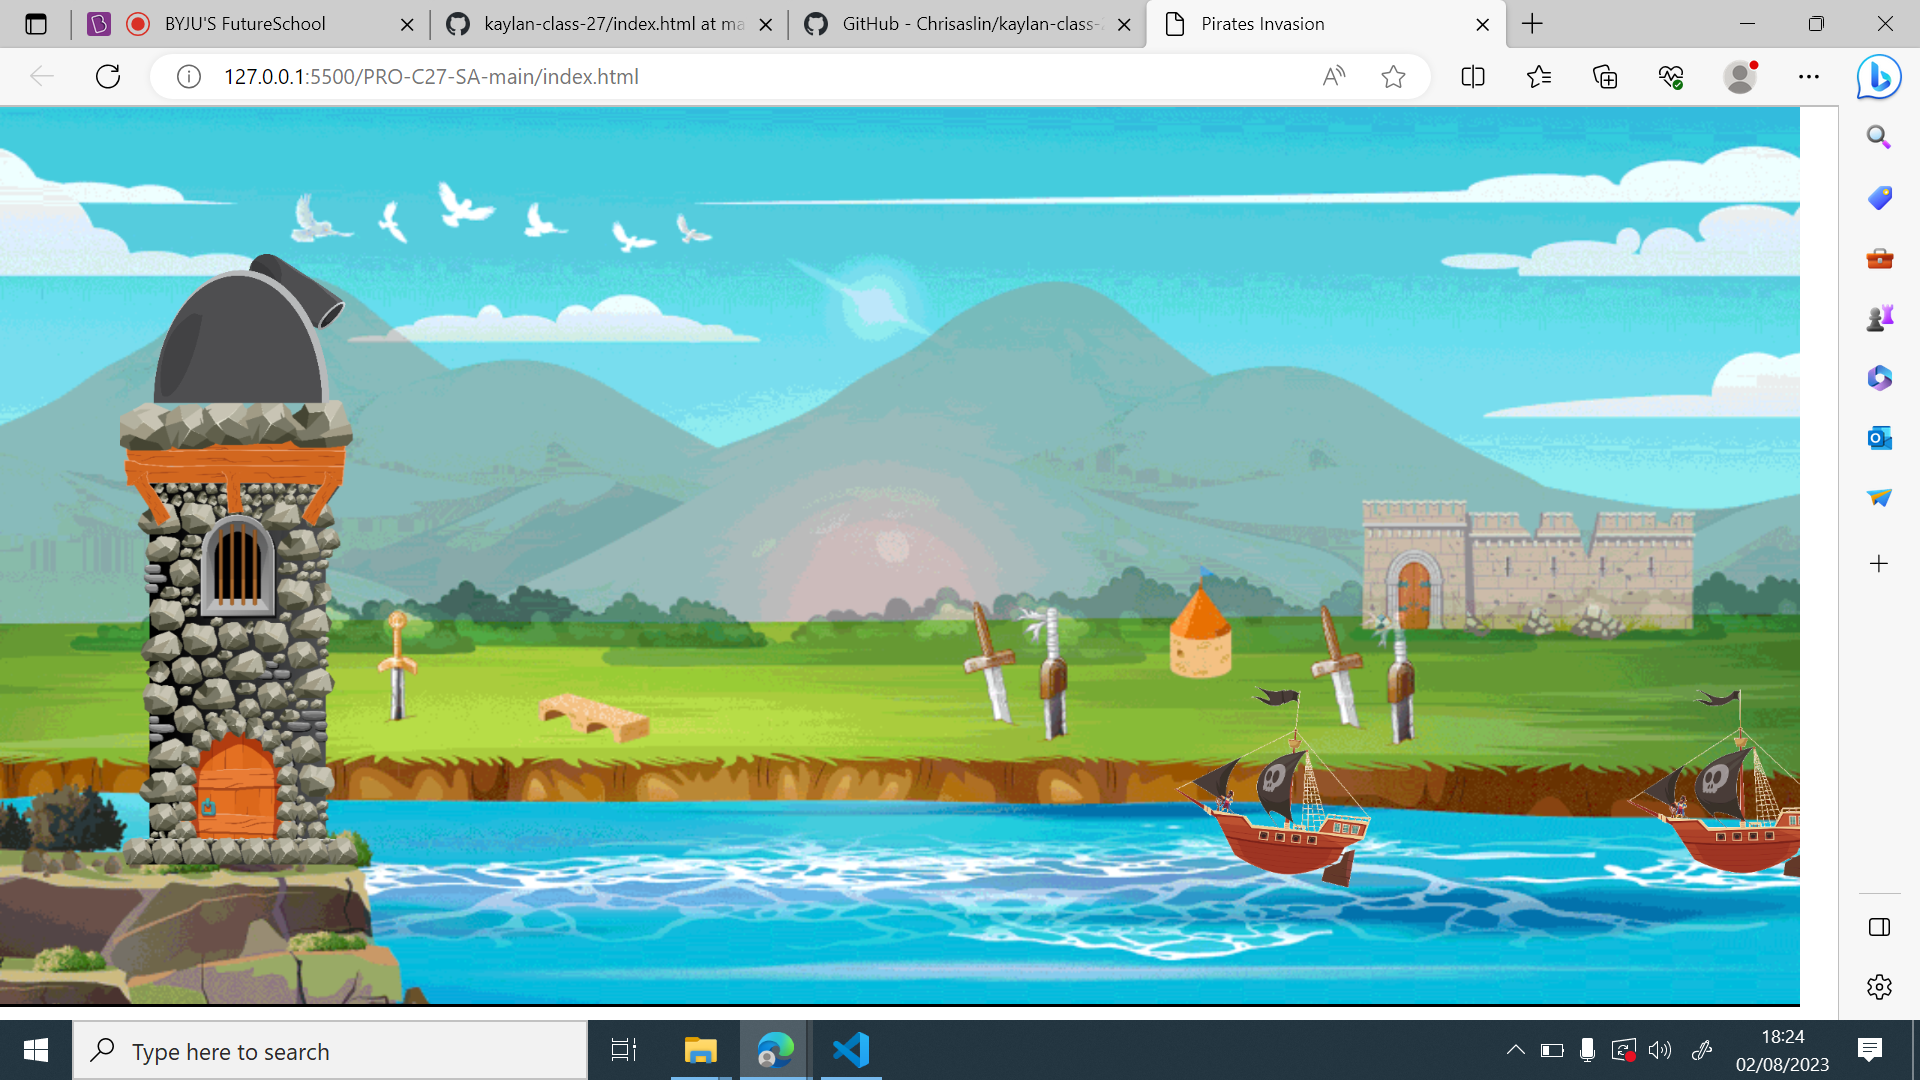 BYJU'S FutureSchool
kaylan-class-27/index.html at ma
GitHub - Chrisaslin/kaylan-class-2
Pirates Invasion
127.0.0.1:5500/PRO-C27-SA-main/index.html
Type here to search
18:24
02/08/2023